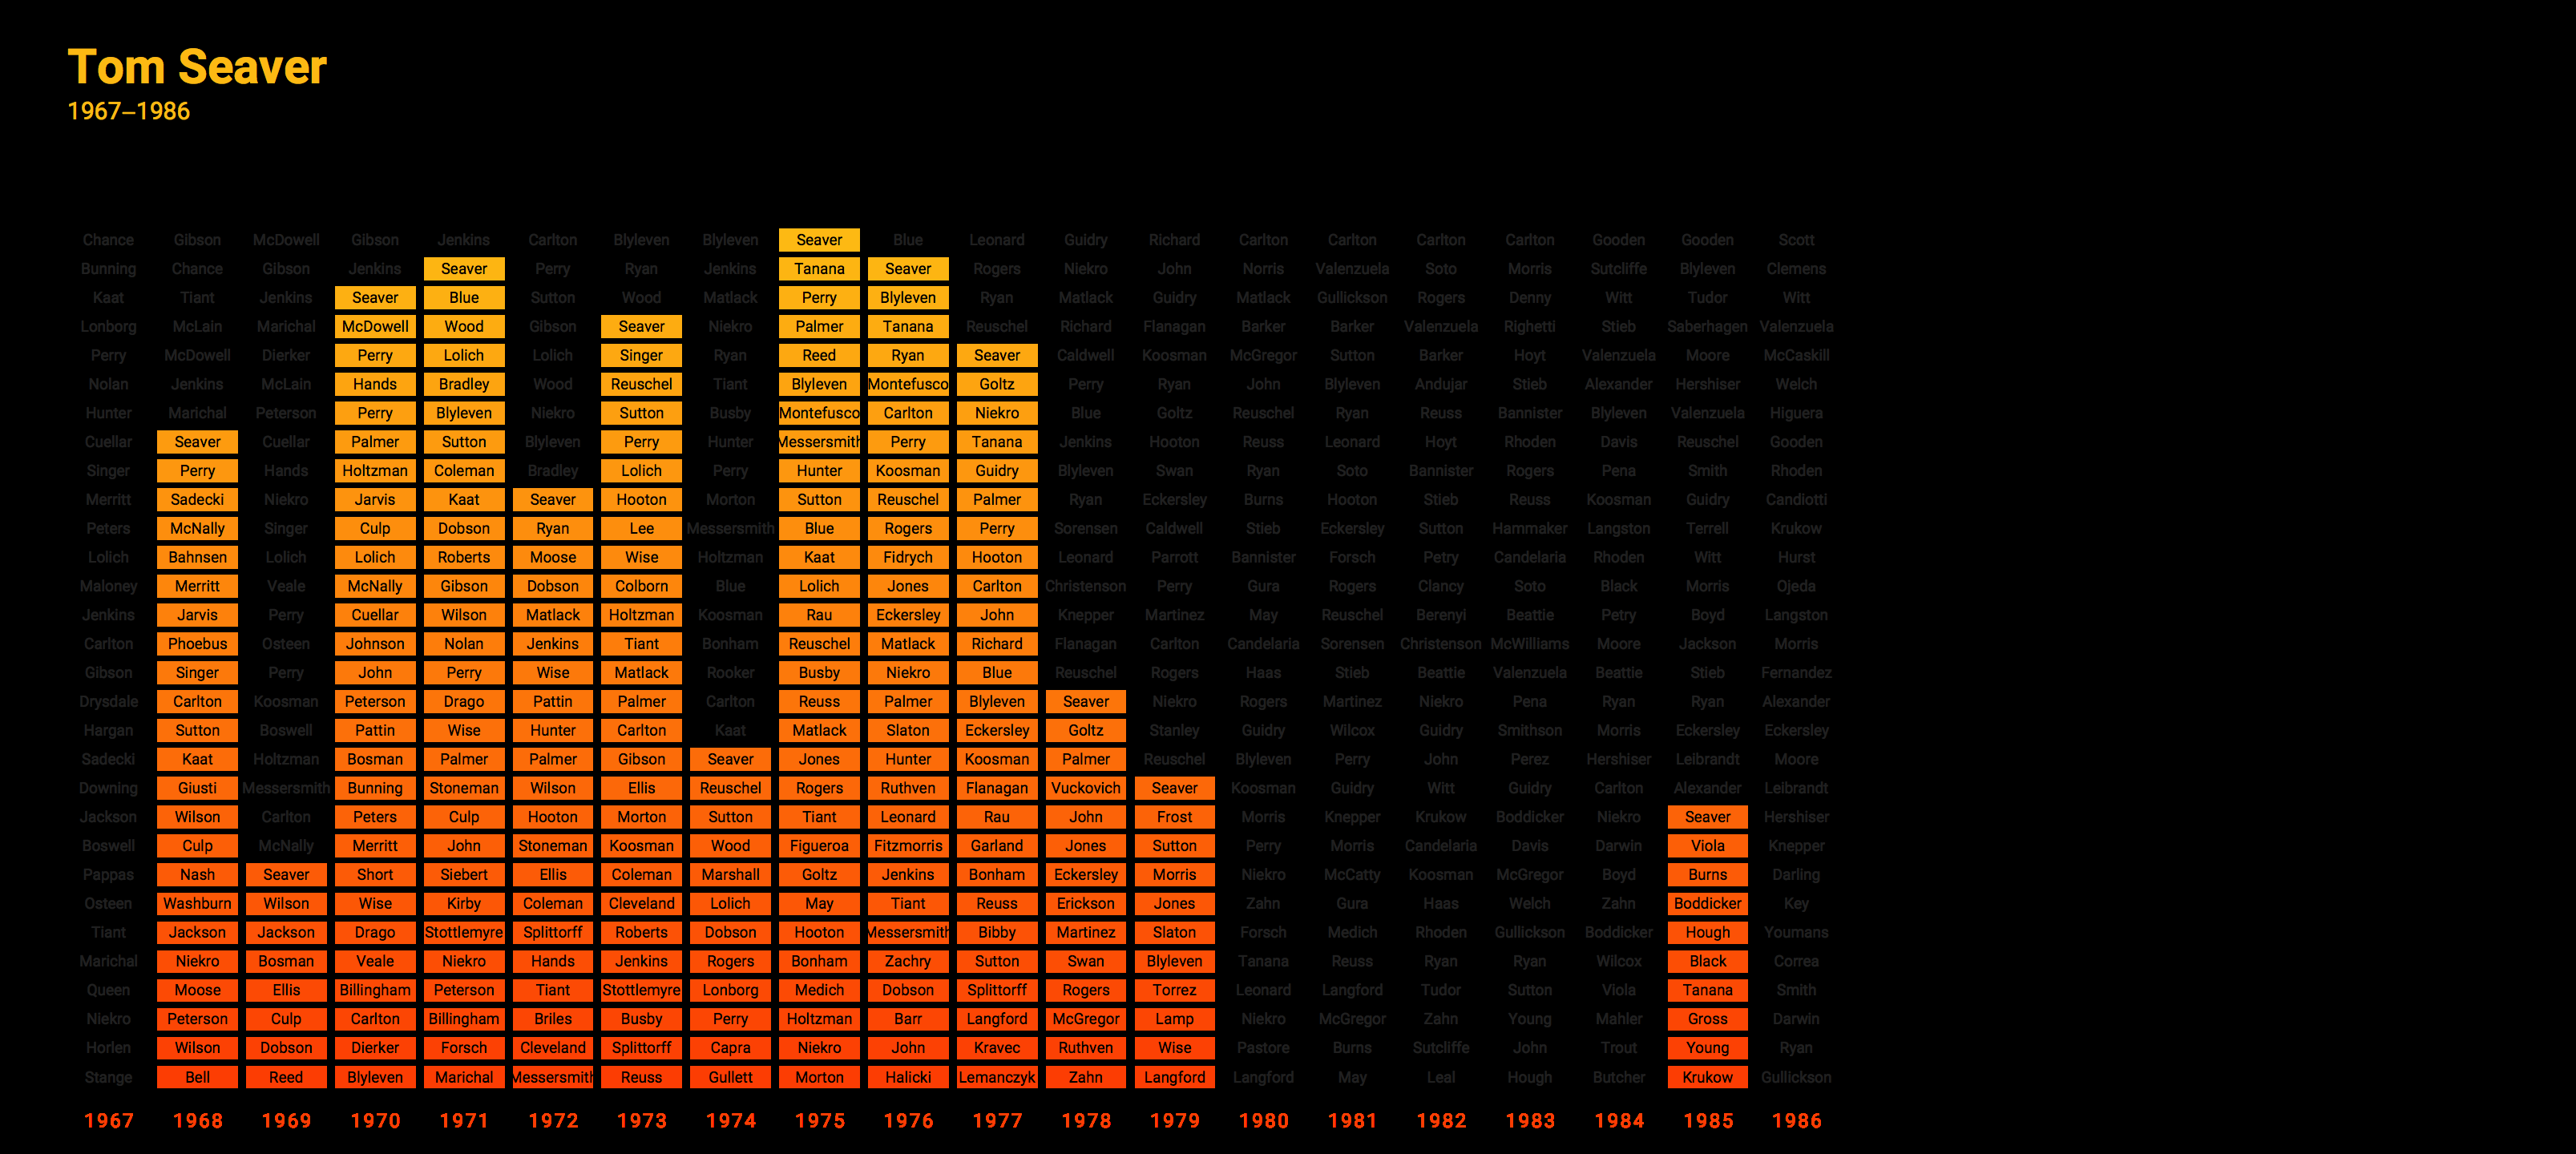 Tom Seaver
1967–1986
Chance Gibson McDowell Gibson Jenkins Carlton Blyleven Blyleven Seaver Blue Leonard Guidry Richard Carlton Carlton Carlton Carlton Gooden Gooden Scott
Bunning Chance Gibson Jenkins Seaver Perry Ryan Jenkins Tanana Seaver Rogers Niekro John Norris Valenzuela Soto Morris Sutcliffe Blyleven Clemens
Kaat Tiant Jenkins Seaver Blue Sutton Wood Matlack Perry Blyleven Ryan Matlack Guidry Matlack Gullickson Rogers Denny Witt Tudor Witt
Lonborg McLain Marichal McDowell Wood Gibson Seaver Niekro Palmer Tanana Reuschel Richard Flanagan Barker Barker Valenzuela Righetti Stieb Saberhagen Valenzuela
Perry McDowell Dierker Perry Lolich Lolich Singer Ryan Reed Ryan Seaver Caldwell Koosman McGregor Sutton Barker Hoyt Valenzuela Moore McCaskill
Nolan Jenkins McLain Hands Bradley Wood Reuschel Tiant Blyleven Montefusco Goltz Perry Ryan John Blyleven Andujar Stieb Alexander Hershiser Welch
Hunter Marichal Peterson Perry Blyleven Niekro Sutton Busby Montefusco Carlton Niekro Blue Goltz Reuschel Ryan Reuss Bannister Blyleven Valenzuela Higuera
Cuellar Seaver Cuellar Palmer Sutton Blyleven Perry Hunter Messersmith Perry Tanana Jenkins Hooton Reuss Leonard Hoyt Rhoden Davis Reuschel Gooden
Singer Perry Hands Holtzman Coleman Bradley Lolich Perry Hunter Koosman Guidry Blyleven Swan Ryan Soto Bannister Rogers Pena Smith Rhoden
Merritt Sadecki Niekro Jarvis Kaat Seaver Hooton Morton Sutton Reuschel Palmer Ryan Eckersley Burns Hooton Stieb Reuss Koosman Guidry Candiotti
Peters McNally Singer Culp Dobson Ryan Lee Messersmith Blue Rogers Perry Sorensen Caldwell Stieb Eckersley Sutton Hammaker Langston Terrell Krukow
Lolich Bahnsen Lolich Lolich Roberts Moose Wise Holtzman Kaat Fidrych Hooton Leonard Parrott Bannister Forsch Petry Candelaria Rhoden Witt Hurst
Maloney Merritt Veale McNally Gibson Dobson Colborn Blue Lolich Jones Carlton Christenson Perry Gura Rogers Clancy Soto Black Morris Ojeda
Jenkins Jarvis Perry Cuellar Wilson Matlack Holtzman Koosman Rau Eckersley John Knepper Martinez May Reuschel Berenyi Beattie Petry Boyd Langston
Carlton Phoebus Osteen Johnson Nolan Jenkins Tiant Bonham Reuschel Matlack Richard Flanagan Carlton Candelaria Sorensen Christenson McWilliams Moore Jackson Morris
Gibson Singer Perry John Perry Wise Matlack Rooker Busby Niekro Blue Reuschel Rogers Haas Stieb Beattie Valenzuela Beattie Stieb Fernandez
Drysdale Carlton Koosman Peterson Drago Pattin Palmer Carlton Reuss Palmer Blyleven Seaver Niekro Rogers Martinez Niekro Pena Ryan Ryan Alexander
Hargan Sutton Boswell Pattin Wise Hunter Carlton Kaat Matlack Slaton Eckersley Goltz Stanley Guidry Wilcox Guidry Smithson Morris Eckersley Eckersley
Sadecki Kaat Holtzman Bosman Palmer Palmer Gibson Seaver Jones Hunter Koosman Palmer Reuschel Blyleven Perry John Perez Hershiser Leibrandt Moore
Downing Giusti Messersmith Bunning Stoneman Wilson Ellis Reuschel Rogers Ruthven Flanagan Vuckovich Seaver Koosman Guidry Witt Guidry Carlton Alexander Leibrandt
Jackson Wilson Carlton Peters Culp Hooton Morton Sutton Tiant Leonard Rau John Frost Morris Knepper Krukow Boddicker Niekro Seaver Hershiser
Boswell Culp McNally Merritt John Stoneman Koosman Wood Figueroa Fitzmorris Garland Jones Sutton Perry Morris Candelaria Davis Darwin Viola Knepper
Pappas Nash Seaver Short Siebert Ellis Coleman Marshall Goltz Jenkins Bonham Eckersley Morris Niekro McCatty Koosman McGregor Boyd Burns Darling
Osteen Washburn Wilson Wise Kirby Coleman Cleveland Lolich May Tiant Reuss Erickson Jones Zahn Gura Haas Welch Zahn Boddicker Key
Tiant Jackson Jackson Drago Stottlemyre Splittorff Roberts Dobson Hooton Messersmith Bibby Martinez Slaton Forsch Medich Rhoden Gullickson Boddicker Hough Youmans
Marichal Niekro Bosman Veale Niekro Hands Jenkins Rogers Bonham Zachry Sutton Swan Blyleven Tanana Reuss Ryan Ryan Wilcox Black Correa
Queen Moose Ellis Billingham Peterson Tiant Stottlemyre Lonborg Medich Dobson Splittorff Rogers Torrez Leonard Langford Tudor Sutton Viola Tanana Smith
Niekro Peterson Culp Carlton Billingham Briles Busby Perry Holtzman Barr Langford McGregor Lamp Niekro McGregor Zahn Young Mahler Gross Darwin
Horlen Wilson Dobson Dierker Forsch Cleveland Splittorff Capra Niekro John Kravec Ruthven Wise Pastore Burns Sutcliffe John Trout Young Ryan
Stange Bell Reed Blyleven Marichal Messersmith Reuss Gullett Morton Halicki Lemanczyk Zahn Langford Langford May Leal Hough Butcher Krukow Gullickson
1967 1968 1969 1970 1971 1972 1973 1974 1975 1976 1977 1978 1979 1980 1981 1982 1983 1984 1985 1986